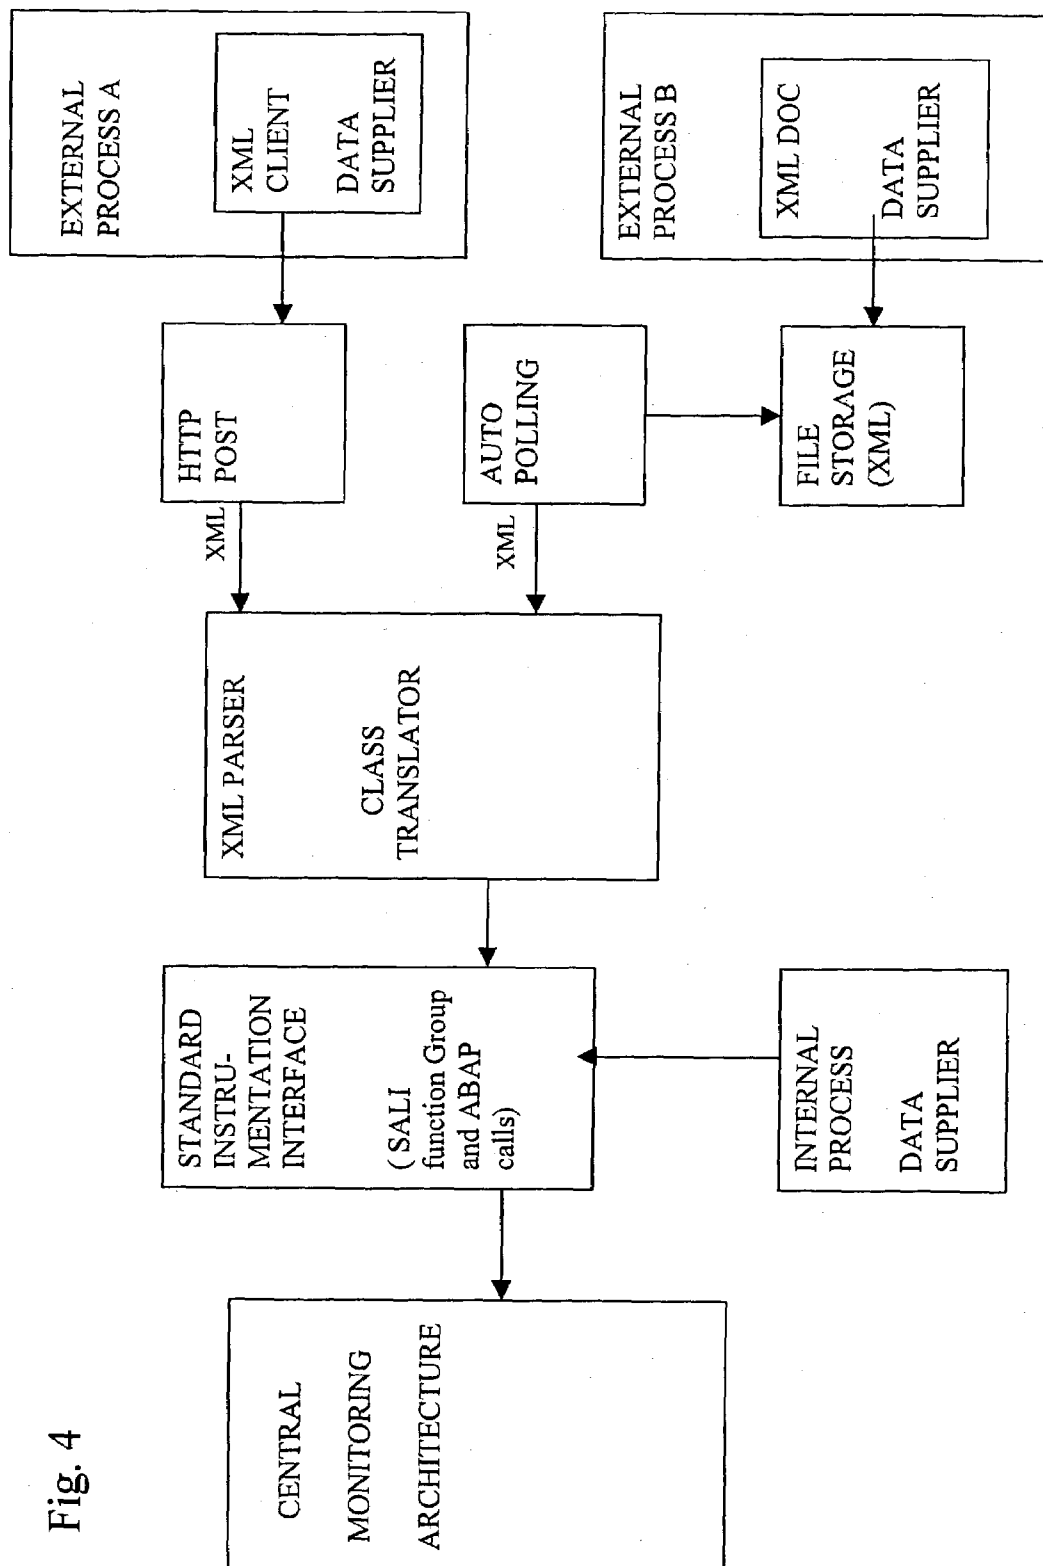 Fig. 4
CENTRAL
MONITORING
ARCHITECTURE
STANDARD
INSTRU-
MENTATION
INTERFACE
( SALI
function Group
and ABAP
calls)
INTERNAL
PROCESS
DATA
SUPPLIER
XML PARSER
CLASS
TRANSLATOR
XML
XML
HTTP
POST
AUTO
POLLING
FILE
STORAGE
(XML)
EXTERNAL
PROCESS A
XML
CLIENT
DATA
SUPPLIER
EXTERNAL
PROCESS B
XML DOC
DATA
SUPPLIER